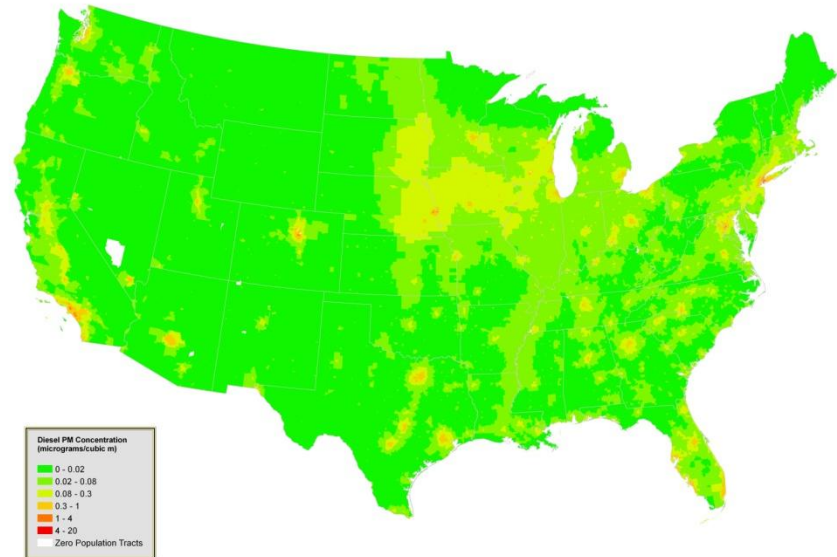 Diesel PM Concentration
(micrograms/cubic m)
0 - 0.02
0.02 - 0.08
0.08 - 0.3
0.3 - 1
1 - 4
4 - 20
Zero Population Tracts